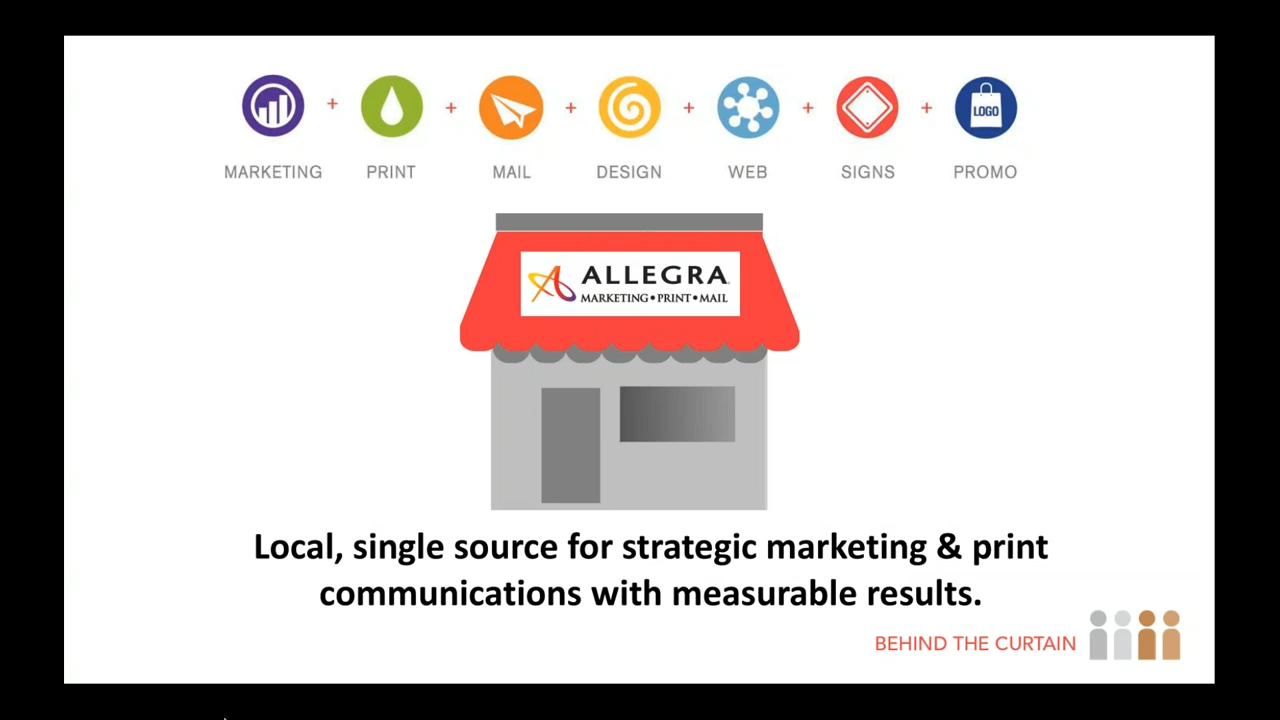 MARKETING + PRINT + MAIL + DESIGN + WEB + SIGNS + PROMO
LOGO
ALLEGRA
MARKETING•PRINT•MAIL
Local, single source for strategic marketing & print
communications with measurable results.
BEHIND THE CURTAIN